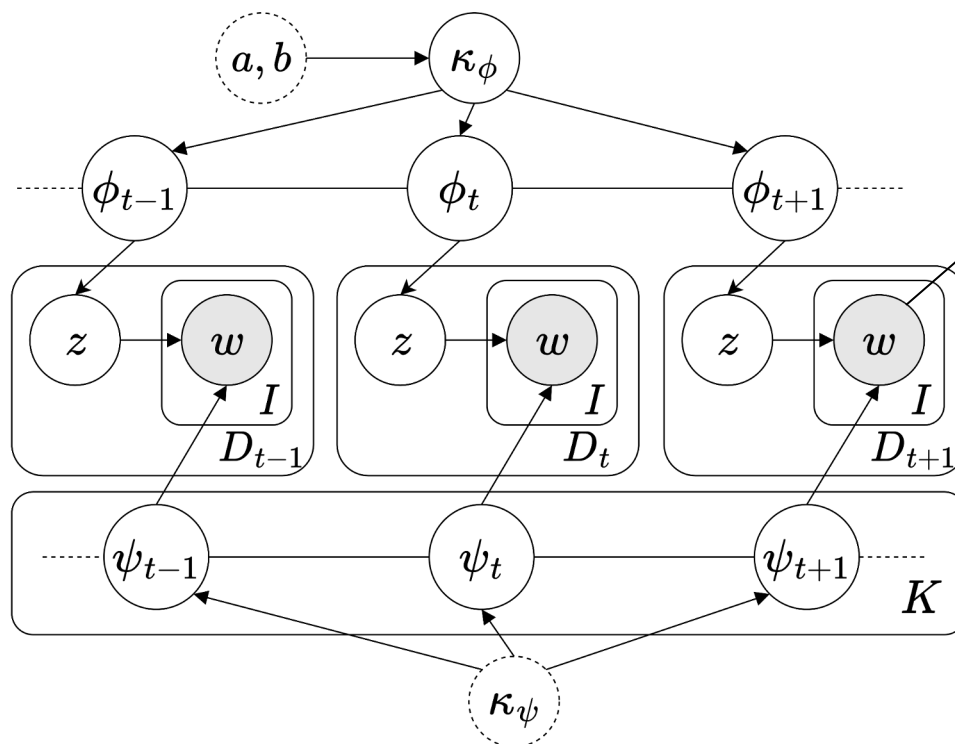 a, b κ_ϕ
ϕ_{t−1} ϕ_t ϕ_{t+1}
z w z w z w
I I I
D_{t−1} D_t D_{t+1}
ψ_{t−1} ψ_t ψ_{t+1}
K
κ_ψ